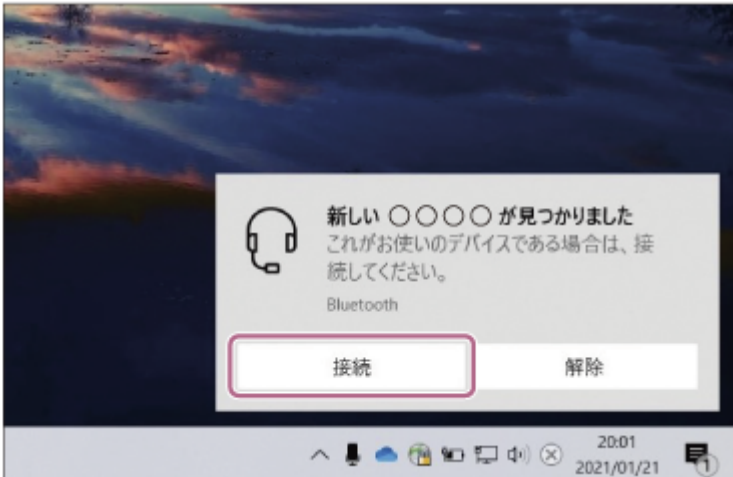 新しい 〇〇〇〇 が見つかりました
これがお使いのデバイスである場合は、接
続してください。
Bluetooth
接続
解除
20:01
2021/01/21
1